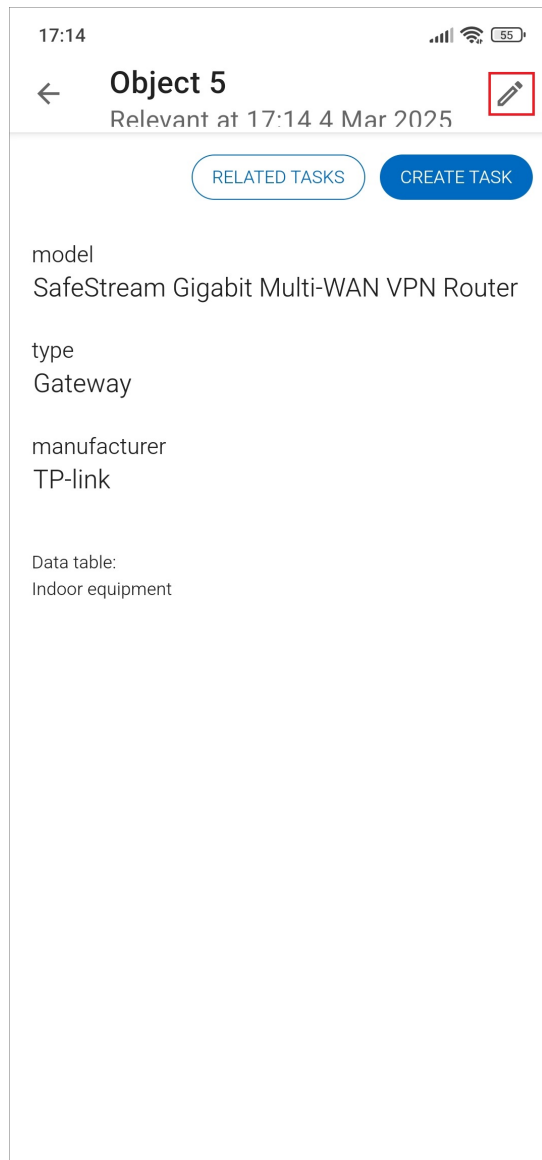 17:14
55
Object 5
Relevant at 17:14 4 Mar 2025
RELATED TASKS
CREATE TASK
model
SafeStream Gigabit Multi-WAN VPN Router
type
Gateway
manufacturer
TP-link
Data table:
Indoor equipment